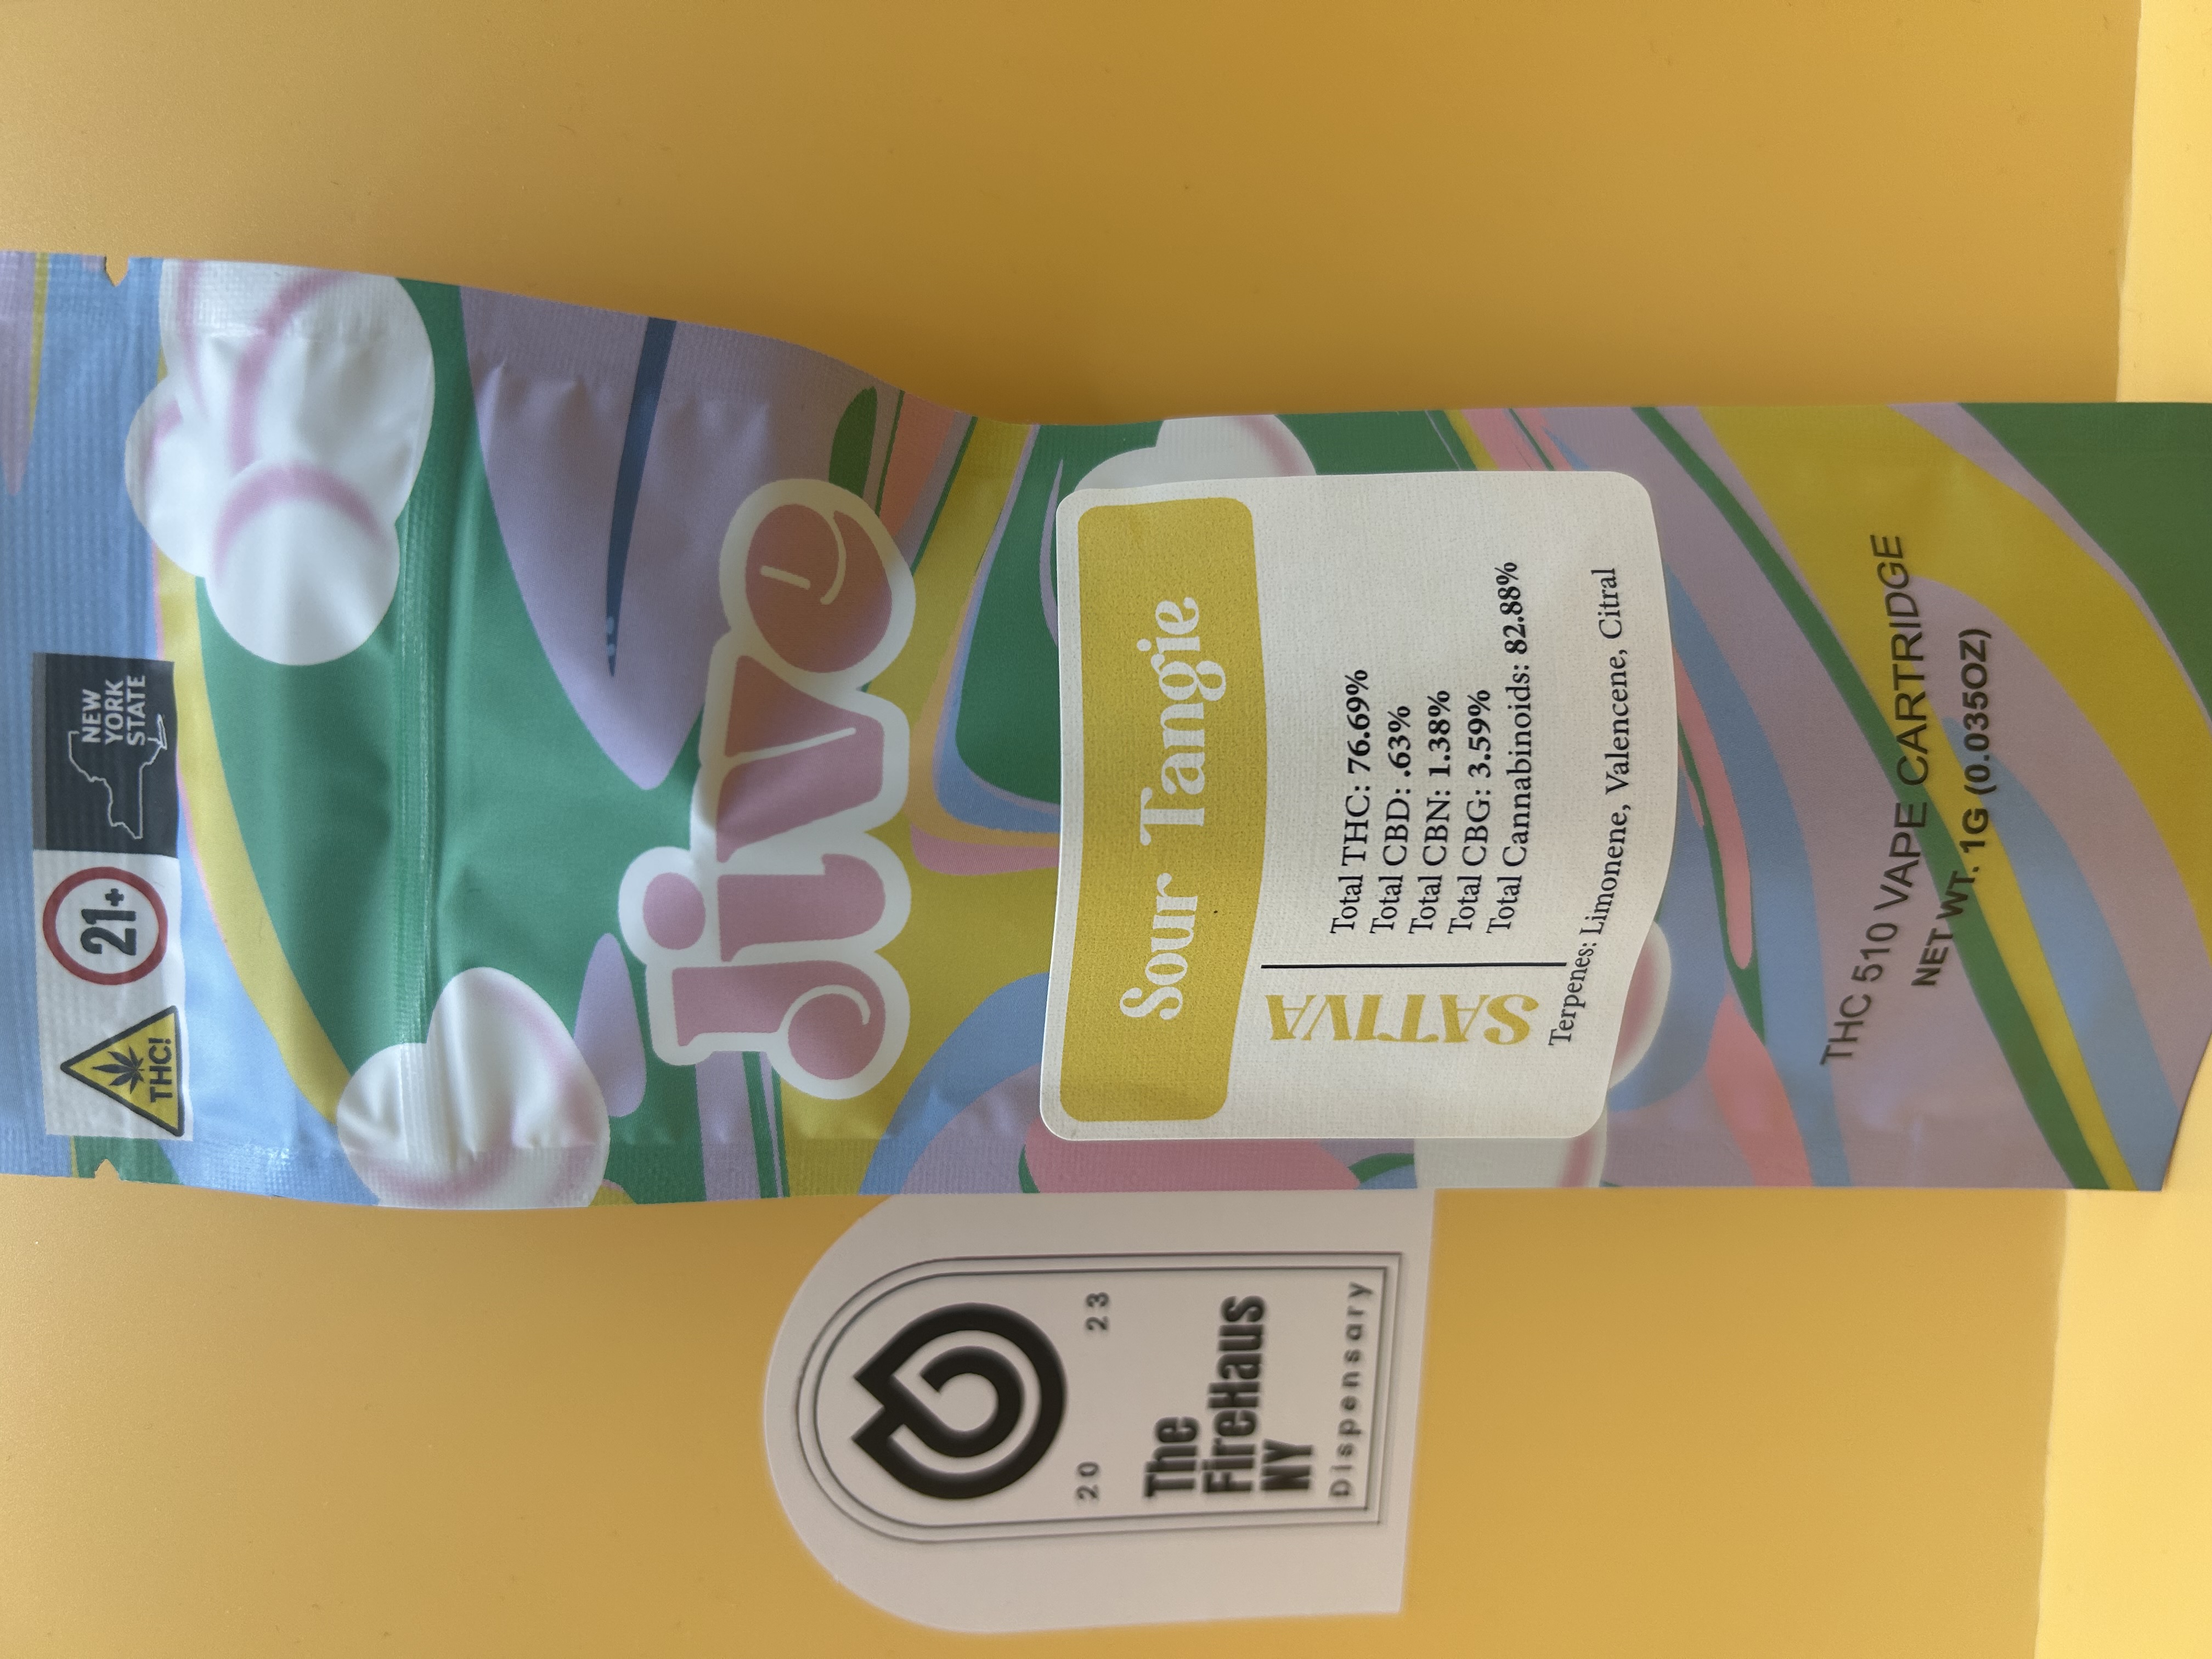 THC!
21+
NEW
YORK
STATE
jive
Sour Tangie
SATIVA
Total THC: 76.69%
Total CBD: .63%
Total CBN: 1.38%
Total CBG: 3.59%
Total Cannabinoids: 82.88%
Terpenes: Limonene, Valencene, Citral
THC 510 VAPE CARTRIDGE
NET WT. 1G (0.035OZ)
20 23
The
FireHaus
NY
Dispensary